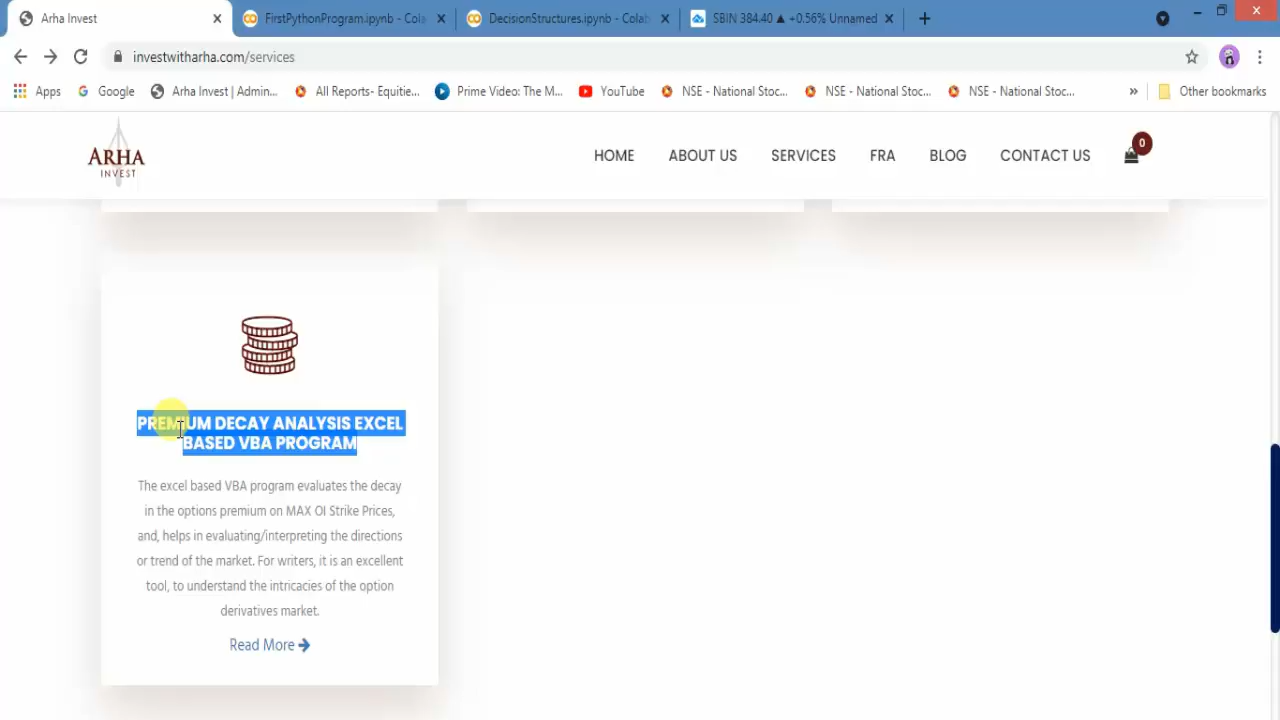 Arha Invest
FirstPythonProgram.ipynb - Cola
DecisionStructures.ipynb - Colab
SBIN 384.40 ▲ +0.56% Unnamed
investwitharha.com/services
Apps
Google
Arha Invest | Admin...
All Reports- Equitie...
Prime Video: The M...
YouTube
NSE - National Stoc...
NSE - National Stoc...
NSE - National Stoc...
»
Other bookmarks
ARHA
INVEST
HOME
ABOUT US
SERVICES
FRA
BLOG
CONTACT US
0
PREMIUM DECAY ANALYSIS EXCEL
BASED VBA PROGRAM
The excel based VBA program evaluates the decay
in the options premium on MAX OI Strike Prices,
and, helps in evaluating/interpreting the directions
or trend of the market. For writers, it is an excellent
tool, to understand the intricacies of the option
derivatives market.
Read More